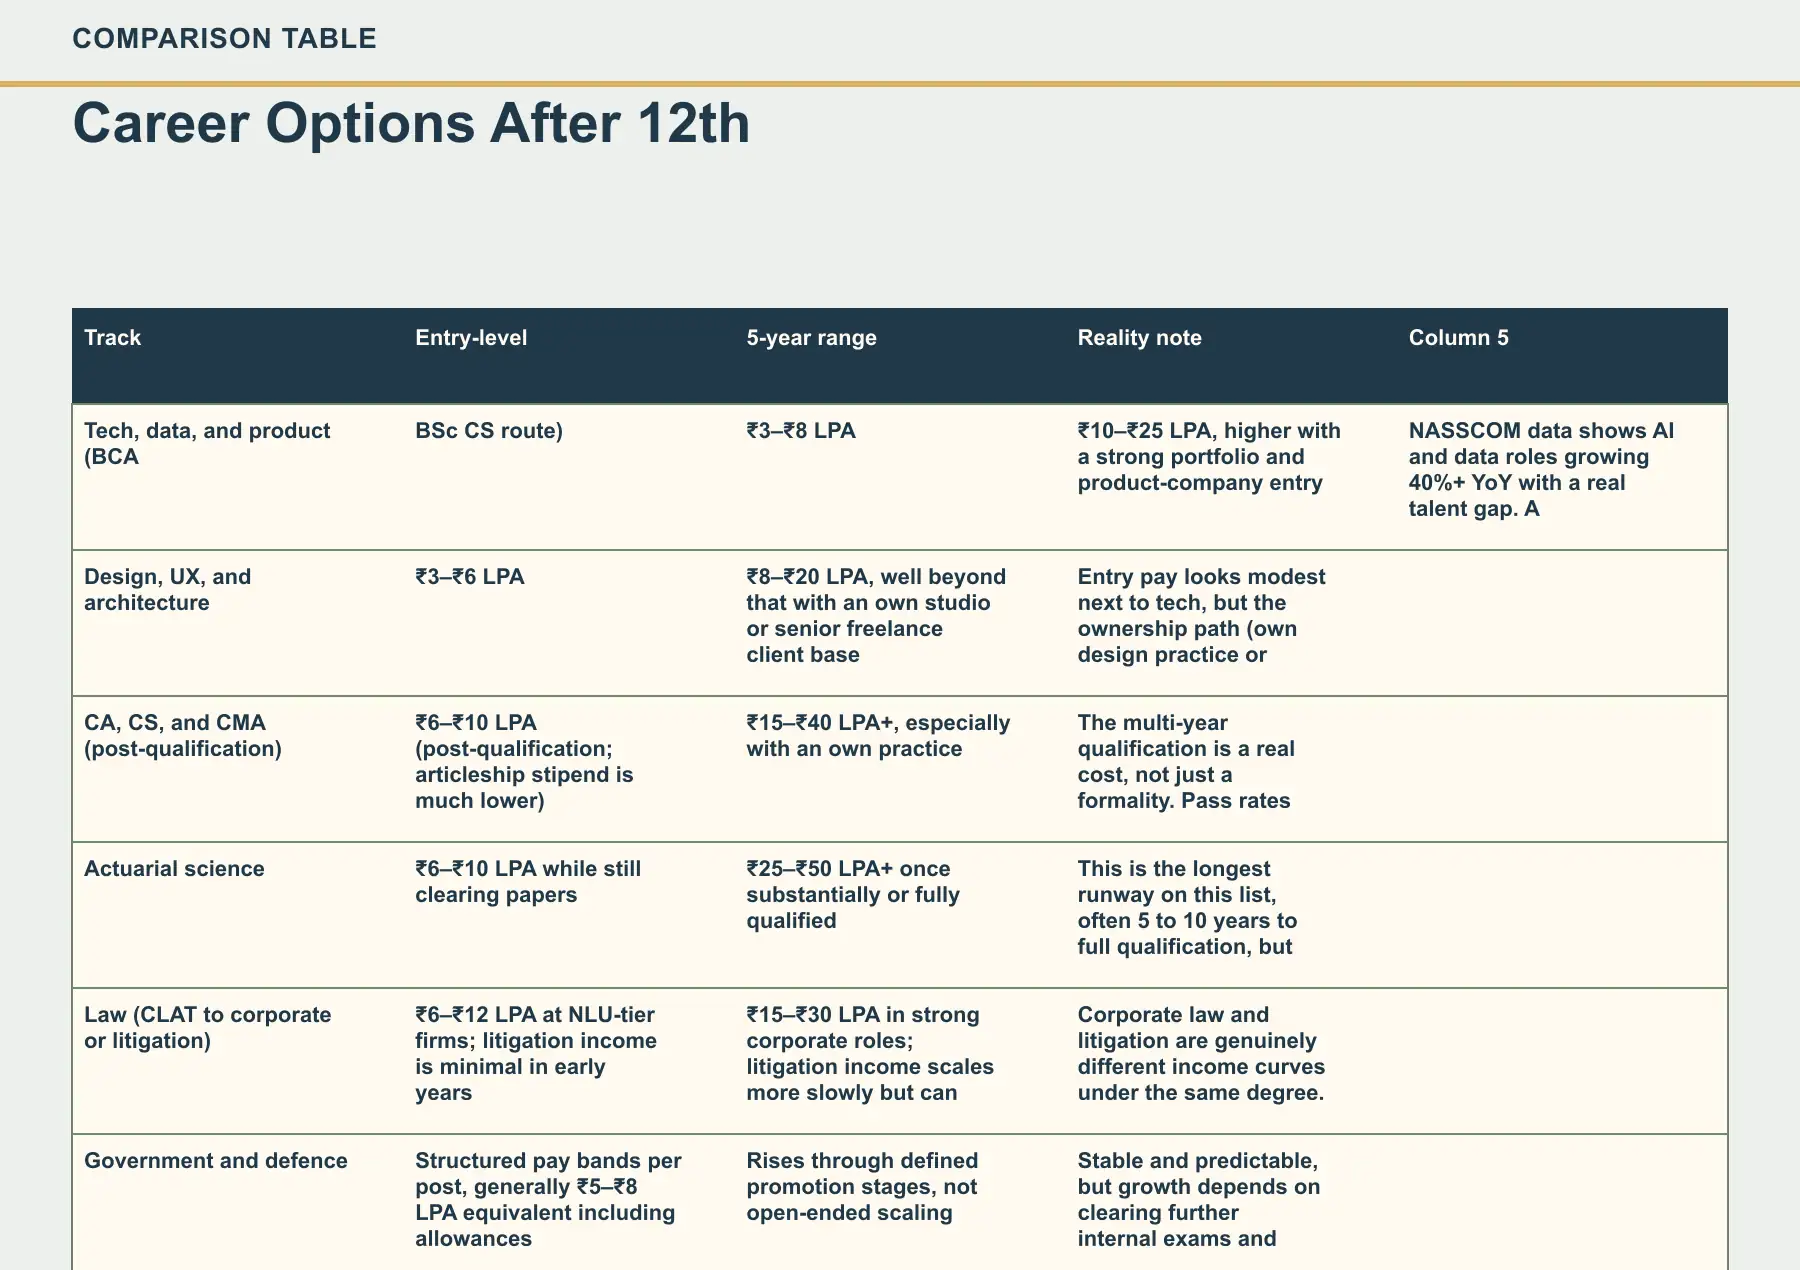 COMPARISON TABLE
Career Options After 12th
Track
Entry-level
5-year range
Reality note
Column 5
Tech, data, and product
(BCA
BSc CS route)
₹3–₹8 LPA
₹10–₹25 LPA, higher with
a strong portfolio and
product-company entry
NASSCOM data shows AI
and data roles growing
40%+ YoY with a real
talent gap. A
Design, UX, and
architecture
₹3–₹6 LPA
₹8–₹20 LPA, well beyond
that with an own studio
or senior freelance
client base
Entry pay looks modest
next to tech, but the
ownership path (own
design practice or
CA, CS, and CMA
(post-qualification)
₹6–₹10 LPA
(post-qualification;
articleship stipend is
much lower)
₹15–₹40 LPA+, especially
with an own practice
The multi-year
qualification is a real
cost, not just a
formality. Pass rates
Actuarial science
₹6–₹10 LPA while still
clearing papers
₹25–₹50 LPA+ once
substantially or fully
qualified
This is the longest
runway on this list,
often 5 to 10 years to
full qualification, but
Law (CLAT to corporate
or litigation)
₹6–₹12 LPA at NLU-tier
firms; litigation income
is minimal in early
years
₹15–₹30 LPA in strong
corporate roles;
litigation income scales
more slowly but can
Corporate law and
litigation are genuinely
different income curves
under the same degree.
Government and defence
Structured pay bands per
post, generally ₹5–₹8
LPA equivalent including
allowances
Rises through defined
promotion stages, not
open-ended scaling
Stable and predictable,
but growth depends on
clearing further
internal exams and